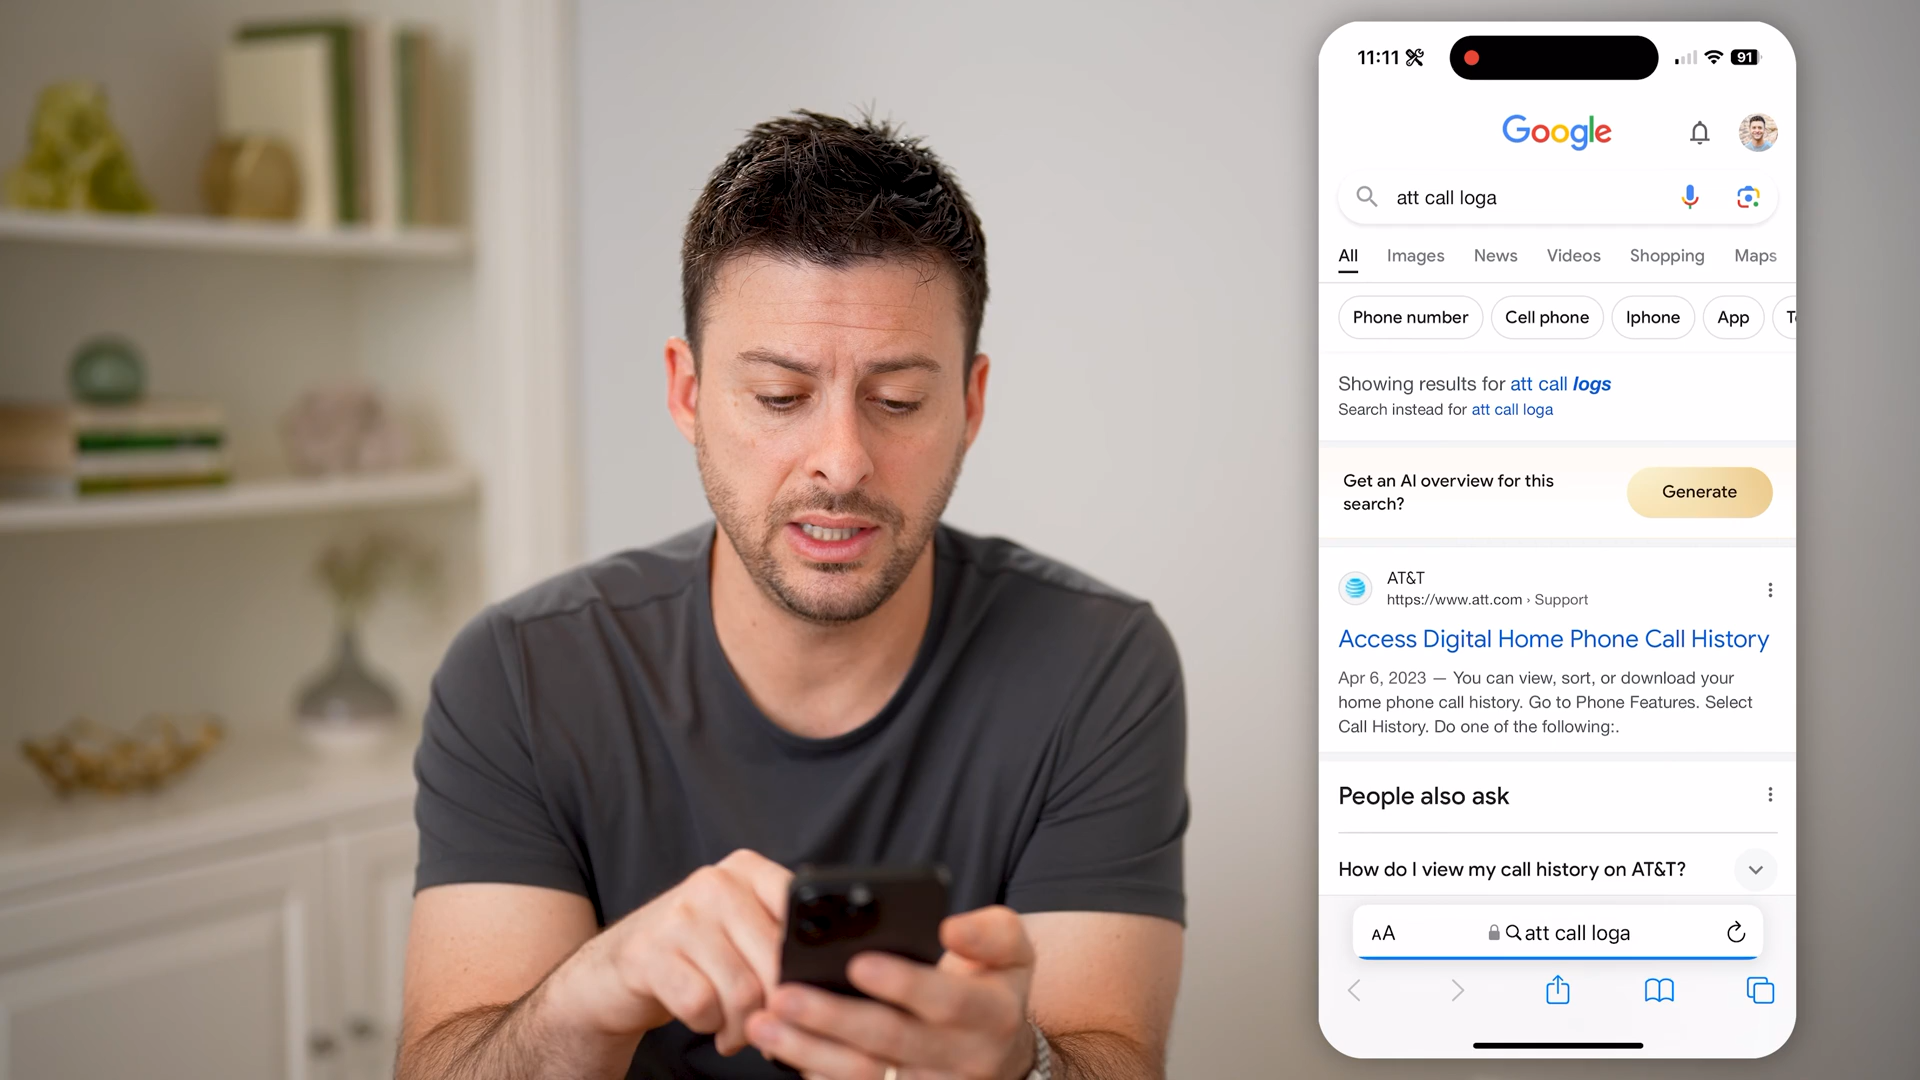 11:11
91
Google
att call loga
All Images News Videos Shopping Maps
Phone number Cell phone Iphone App
Showing results for att call logs
Search instead for att call loga
Get an AI overview for this
search?
Generate
AT&T
https://www.att.com › Support
Access Digital Home Phone Call History
Apr 6, 2023 — You can view, sort, or download your
home phone call history. Go to Phone Features. Select
Call History. Do one of the following:.
People also ask
How do I view my call history on AT&T?
AA att call loga